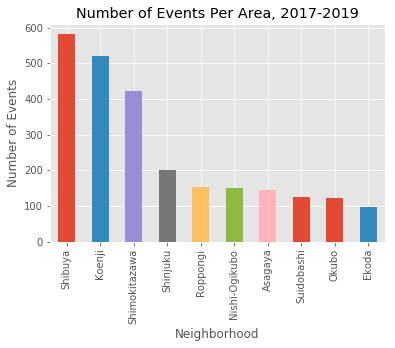 Number of Events Per Area, 2017-2019
Number of Events
600
500
400
300
200
100
0
Shibuya
Koenji
Shimokitazawa
Shinjuku
Roppongi
Nishi-Ogikubo
Asagaya
Suidobashi
Okubo
Ekoda
Neighborhood